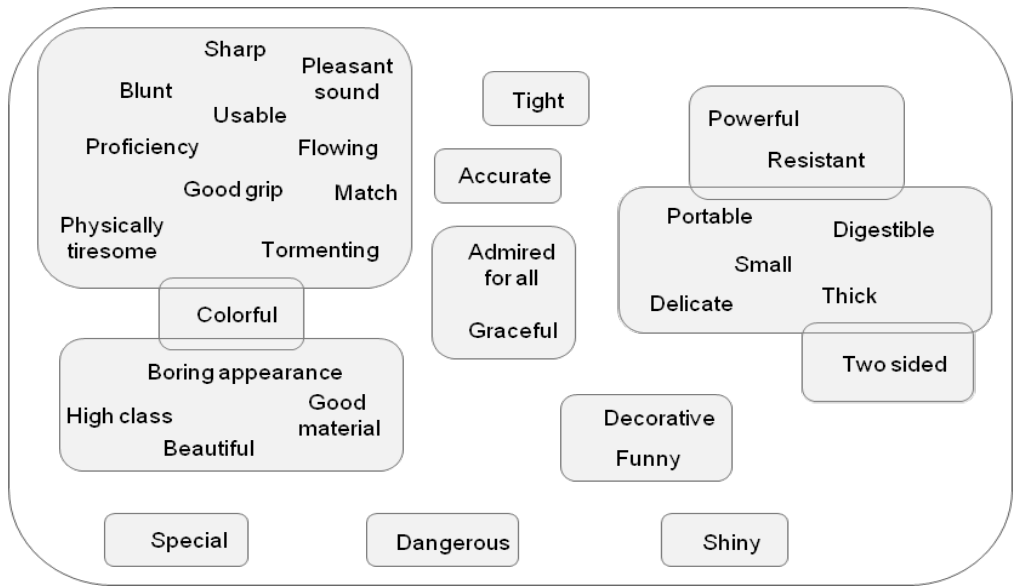 Sharp
Pleasant
sound
Blunt
Usable
Proficiency
Flowing
Good grip
Match
Physically
tiresome
Tormenting
Colorful
Boring appearance
High class
Good
material
Beautiful
Tight
Accurate
Admired
for all
Graceful
Powerful
Resistant
Portable
Digestible
Small
Delicate
Thick
Two sided
Decorative
Funny
Special
Dangerous
Shiny